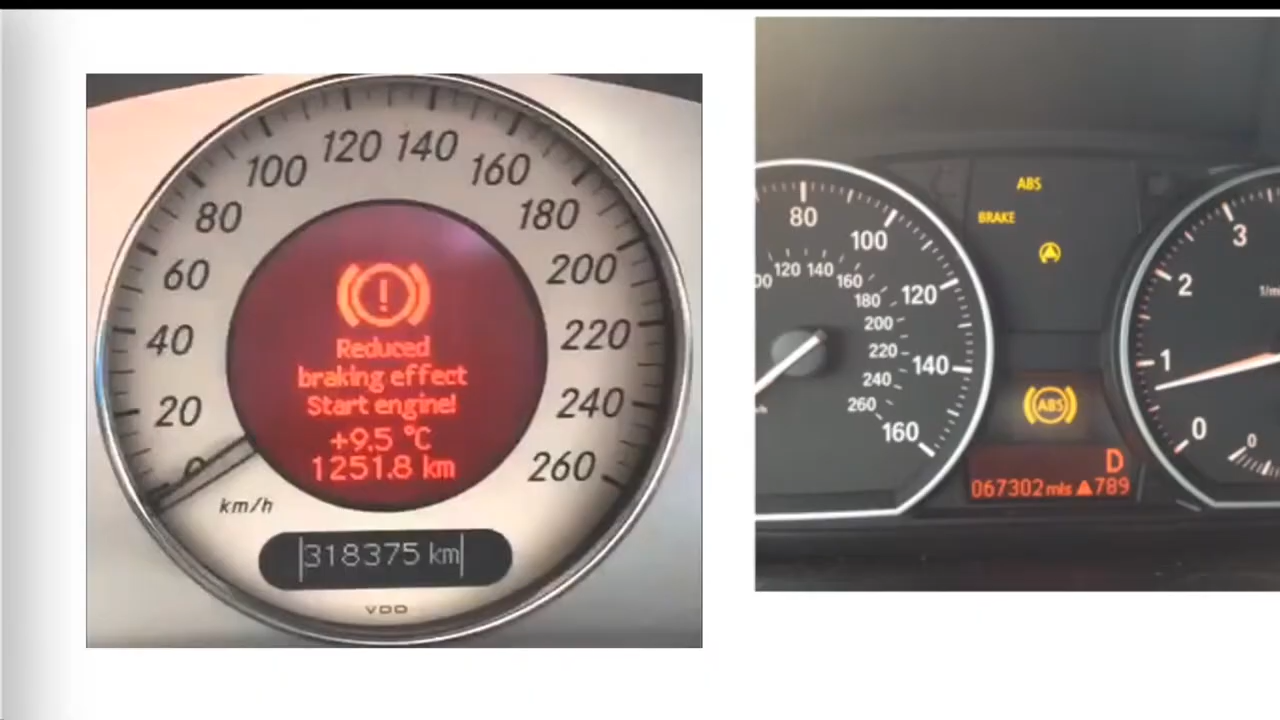 120 140
100 160
80 180
60 200
40 220
20 240
0 260
!
Reduced
braking effect
Start engine!
+9.5 °C
1251.8 km
km/h
318375 km
VDO
ABS
BRAKE
80
100
120
140
160
120 140
160
180
200
220
240
260
ABS
D
067302 mls ▲789
3
2
1
0
0